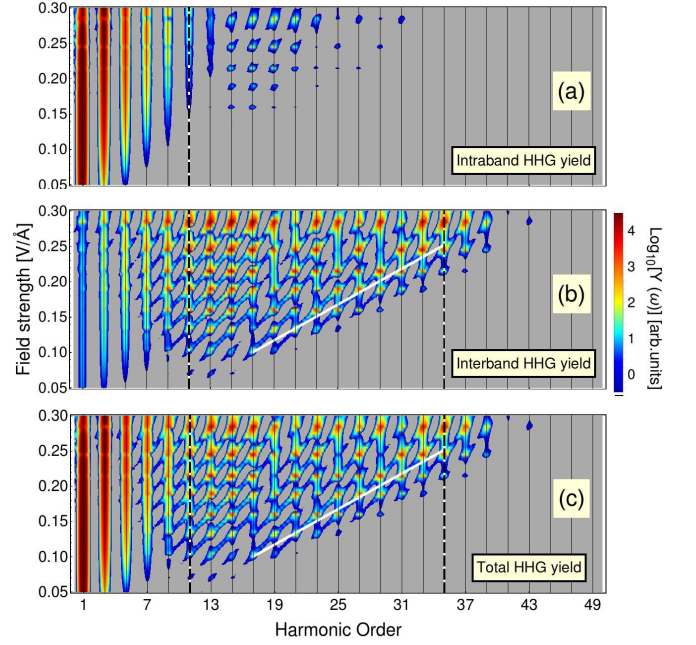 0.30
0.25
0.20
0.15
0.10
0.05
(a)
Intraband HHG yield
0.30
0.25
0.20
0.15
0.10
0.05
(b)
Interband HHG yield
0.30
0.25
0.20
0.15
0.10
0.05
(c)
Total HHG yield
Field strength [V/Å]
1 7 13 19 25 31 37 43 49
Harmonic Order
4
3
2
1
0
Log10[Y (ω)] [arb.units]